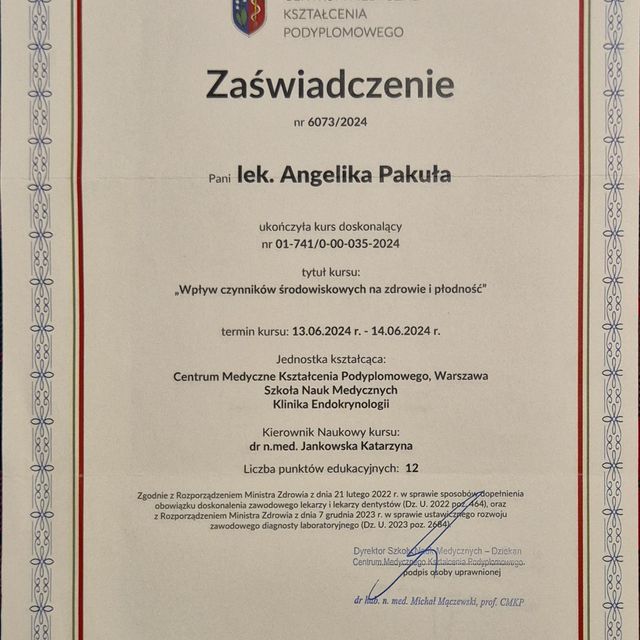 KSZTAŁCENIA
PODYPLOMOWEGO
Zaświadczenie
nr 6073/2024
Pani lek. Angelika Pakuła
ukończyła kurs doskonalący
nr 01-741/0-00-035-2024
tytuł kursu:
„Wpływ czynników środowiskowych na zdrowie i płodność”
termin kursu: 13.06.2024 r. - 14.06.2024 r.
Jednostka kształcąca:
Centrum Medyczne Kształcenia Podyplomowego, Warszawa
Szkoła Nauk Medycznych
Klinika Endokrynologii
Kierownik Naukowy kursu:
dr n.med. Jankowska Katarzyna
Liczba punktów edukacyjnych: 12
Zgodnie z Rozporządzeniem Ministra Zdrowia z dnia 21 lutego 2022 r. w sprawie sposobów dopełnienia
obowiązku doskonalenia zawodowego lekarzy i lekarzy dentystów (Dz. U. 2022 poz. 464), oraz
z Rozporządzeniem Ministra Zdrowia z dnia 7 grudnia 2023 r. w sprawie ustawicznego rozwoju
zawodowego diagnosty laboratoryjnego (Dz. U. 2023 poz. 2684).
Dyrektor Szkoły Nauk Medycznych – Dziekan
Centrum Medycznego Kształcenia Podyplomowego
podpis osoby uprawnionej
dr hab. n. med. Michał Mączewski, prof. CMKP